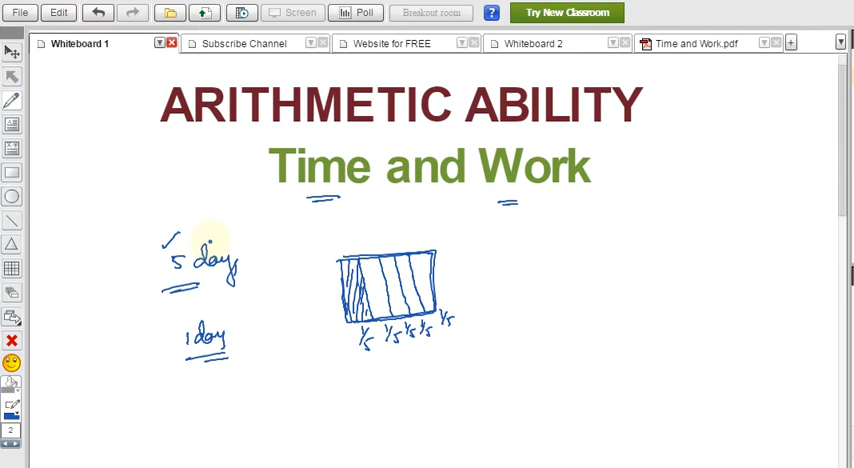 File Edit Screen Poll Breakout room ? Try New Classroom
Whiteboard 1 Subscribe Channel Website for FREE Whiteboard 2 Time and Work.pdf
ARITHMETIC ABILITY
Time and Work
5 day
1 day
1/5 1/5 1/5 1/5 1/5
2